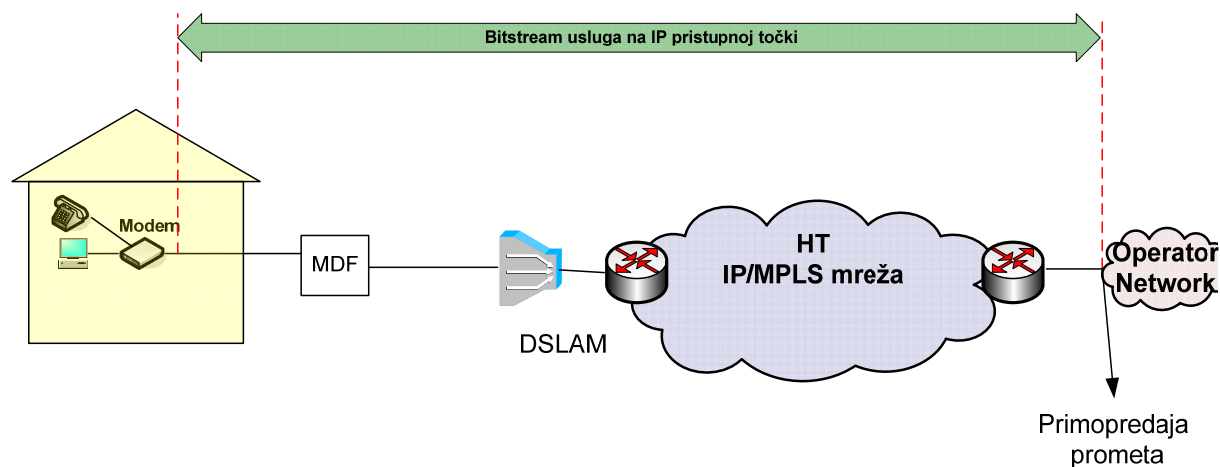 Bitstream usluga na IP pristupnoj točki
Modem
MDF
DSLAM
HT
IP/MPLS mreža
Operator
Network
Primopredaja
prometa